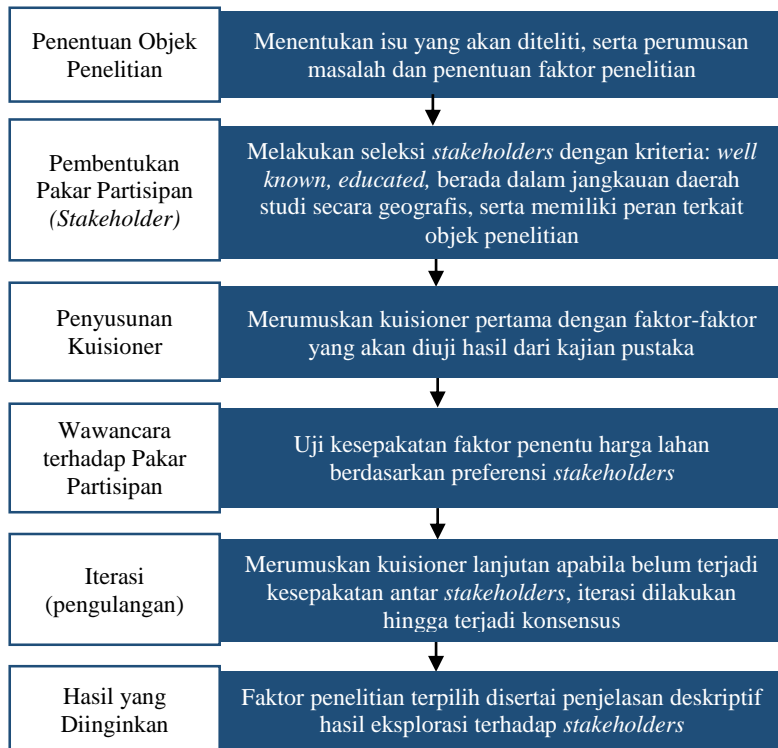 Penentuan Objek
Penelitian
Menentukan isu yang akan diteliti, serta perumusan
masalah dan penentuan faktor penelitian
Pembentukan
Pakar Partisipan
(Stakeholder)
Melakukan seleksi stakeholders dengan kriteria: well
known, educated, berada dalam jangkauan daerah
studi secara geografis, serta memiliki peran terkait
objek penelitian
Penyusunan
Kuisioner
Merumuskan kuisioner pertama dengan faktor-faktor
yang akan diuji hasil dari kajian pustaka
Wawancara
terhadap Pakar
Partisipan
Uji kesepakatan faktor penentu harga lahan
berdasarkan preferensi stakeholders
Iterasi
(pengulangan)
Merumuskan kuisioner lanjutan apabila belum terjadi
kesepakatan antar stakeholders, iterasi dilakukan
hingga terjadi konsensus
Hasil yang
Diinginkan
Faktor penelitian terpilih disertai penjelasan deskriptif
hasil eksplorasi terhadap stakeholders